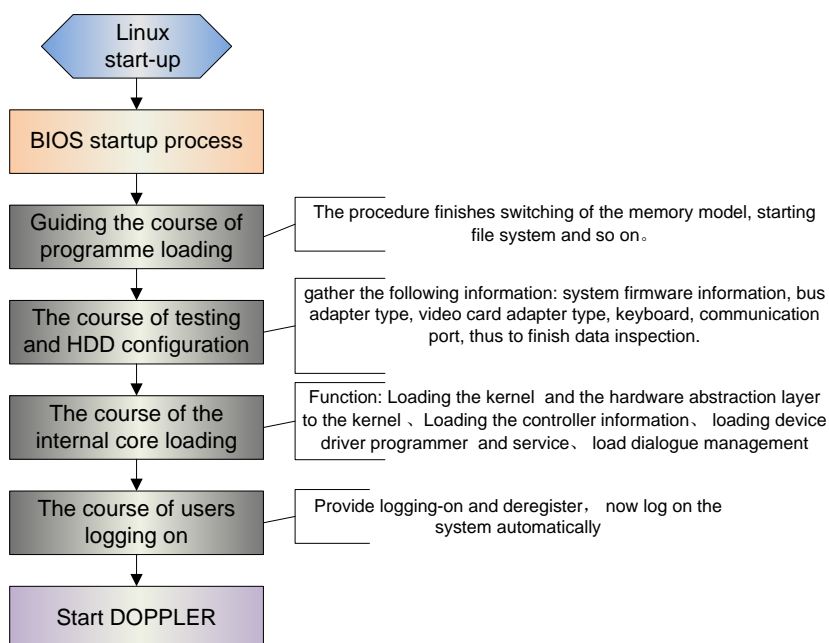 Linux
start-up
BIOS startup process
Guiding the course of
programme loading
The procedure finishes switching of the memory model, starting
file system and so on。
The course of testing
and HDD configuration
gather the following information: system firmware information, bus
adapter type, video card adapter type, keyboard, communication
port, thus to finish data inspection.
The course of the
internal core loading
Function: Loading the kernel and the hardware abstraction layer
to the kernel 、Loading the controller information、 loading device
driver programmer and service、 load dialogue management
The course of users
logging on
Provide logging-on and deregister， now log on the
system automatically
Start DOPPLER